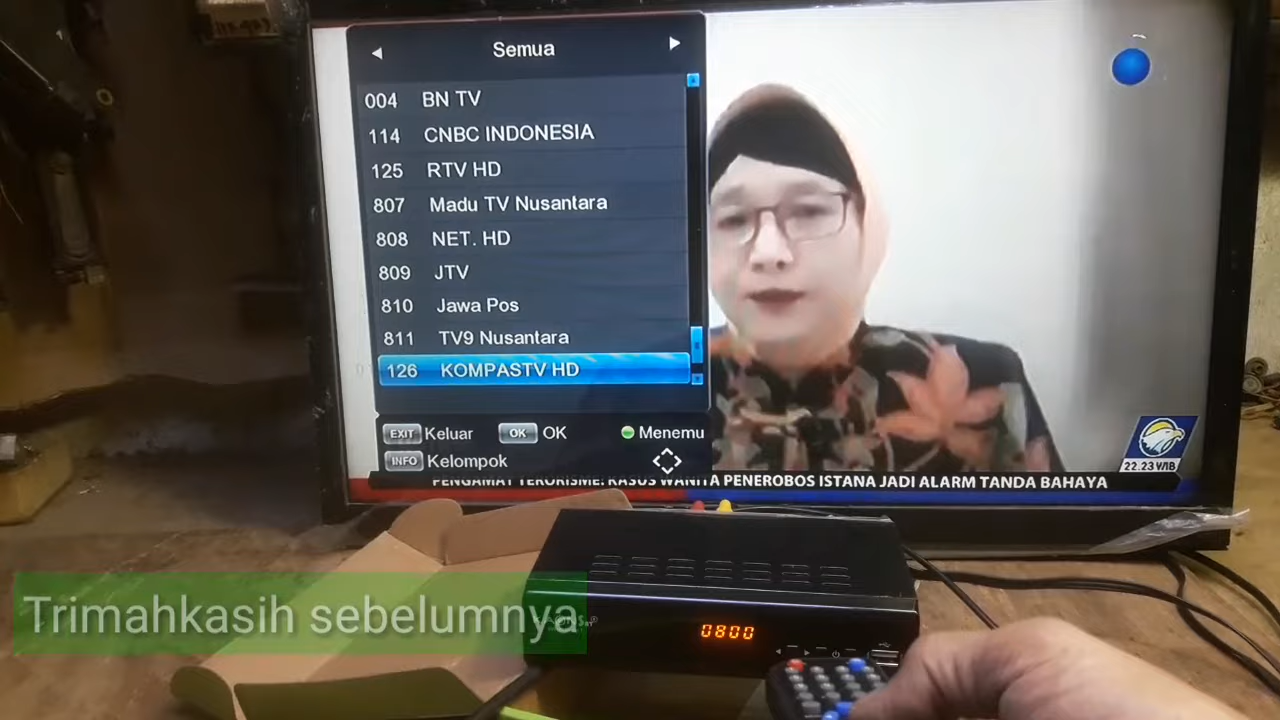 Semua
004 BN TV
114 CNBC INDONESIA
125 RTV HD
807 Madu TV Nusantara
808 NET. HD
809 JTV
810 Jawa Pos
811 TV9 Nusantara
126 KOMPASTV HD
EXIT Keluar OK OK Menemu
INFO Kelompok
22.23 WIB
PENGAMAT TERORISME: KASUS WANITA PENEROBOS ISTANA JADI ALARM TANDA BAHAYA
Trimahkasih sebelumnya
0800